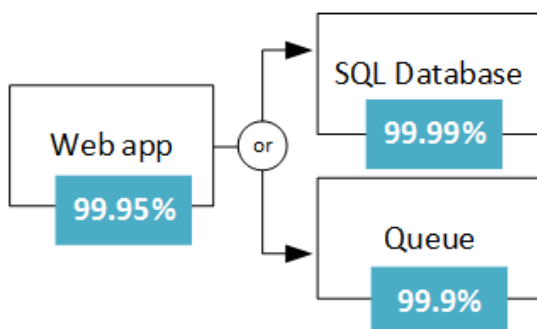 Web app
99.95%
or
SQL Database
99.99%
Queue
99.9%